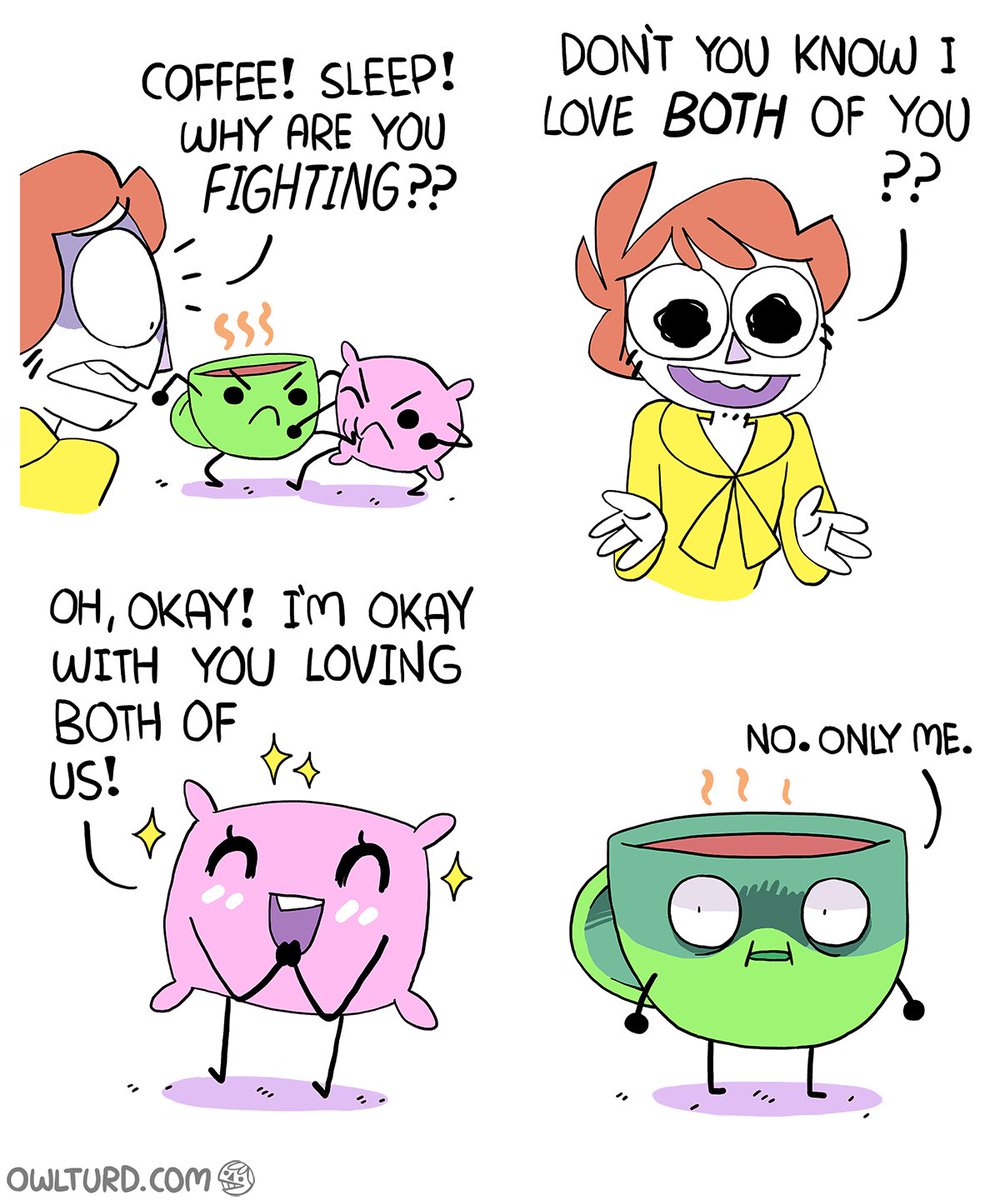 COFFEE! SLEEP!
WHY ARE YOU
FIGHTING??
DON'T YOU KNOW I
LOVE BOTH OF YOU
??
OH, OKAY! I'M OKAY
WITH YOU LOVING
BOTH OF
US!
NO. ONLY ME.
OWLTURD.COM